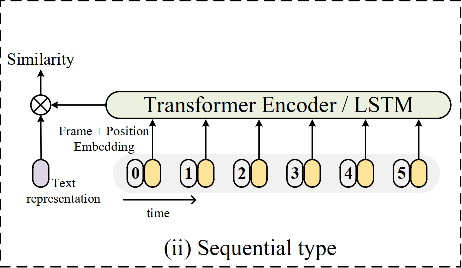 Similarity
Transformer Encoder / LSTM
Frame + Position
Embedding
0 1 2 3 4 5
Text
representation
time
(ii) Sequential type